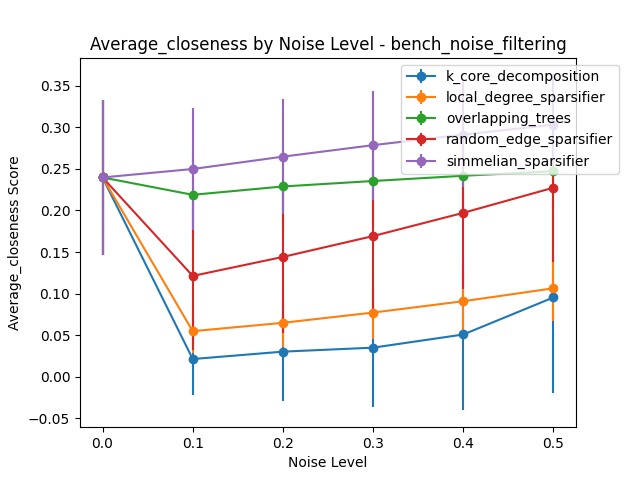 Average_closeness by Noise Level - bench_noise_filtering
k_core_decomposition
local_degree_sparsifier
overlapping_trees
random_edge_sparsifier
simmelian_sparsifier
Average_closeness Score
0.35
0.30
0.25
0.20
0.15
0.10
0.05
0.00
−0.05
0.0 0.1 0.2 0.3 0.4 0.5
Noise Level